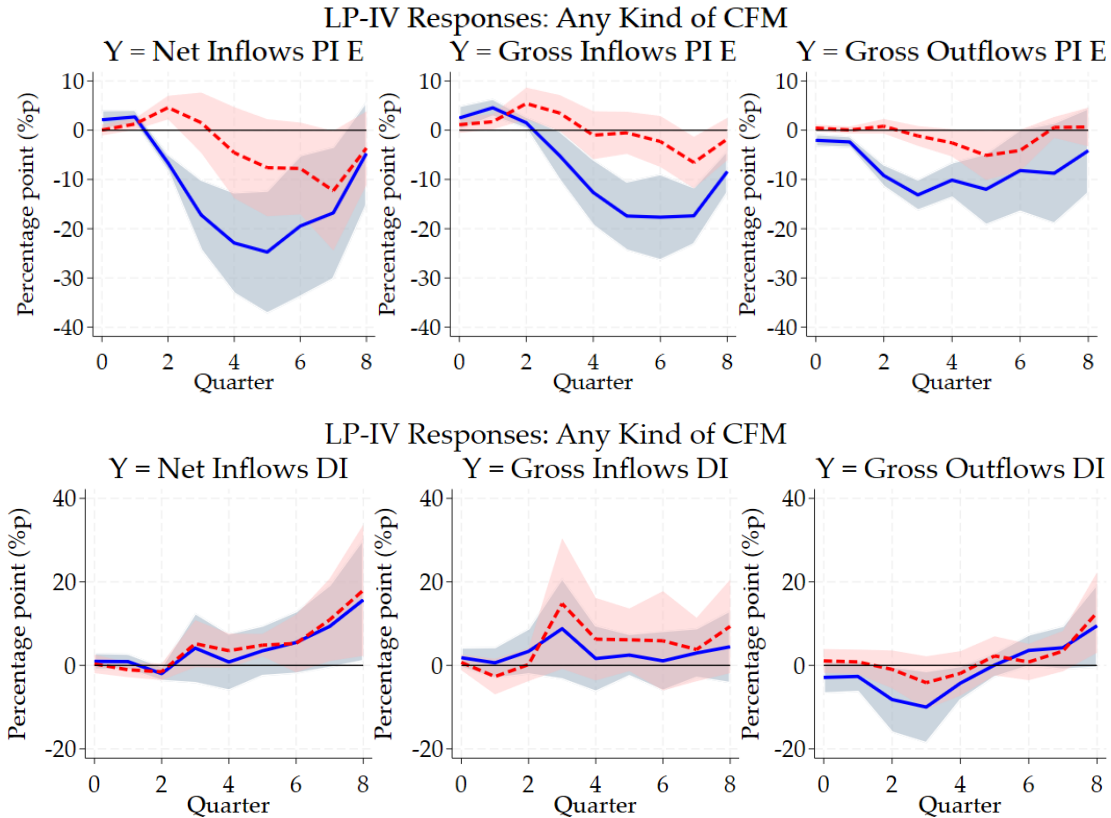 LP-IV Responses: Any Kind of CFM
Y = Net Inflows PI E
Y = Gross Inflows PI E
Y = Gross Outflows PI E
Percentage point (%p)
10
0
-10
-20
-30
-40
0 2 4 6 8
Quarter
Percentage point (%p)
10
0
-10
-20
-30
-40
0 2 4 6 8
Quarter
Percentage point (%p)
10
0
-10
-20
-30
-40
0 2 4 6 8
Quarter
LP-IV Responses: Any Kind of CFM
Y = Net Inflows DI
Y = Gross Inflows DI
Y = Gross Outflows DI
Percentage point (%p)
40
20
0
-20
0 2 4 6 8
Quarter
Percentage point (%p)
40
20
0
-20
0 2 4 6 8
Quarter
Percentage point (%p)
40
20
0
-20
0 2 4 6 8
Quarter